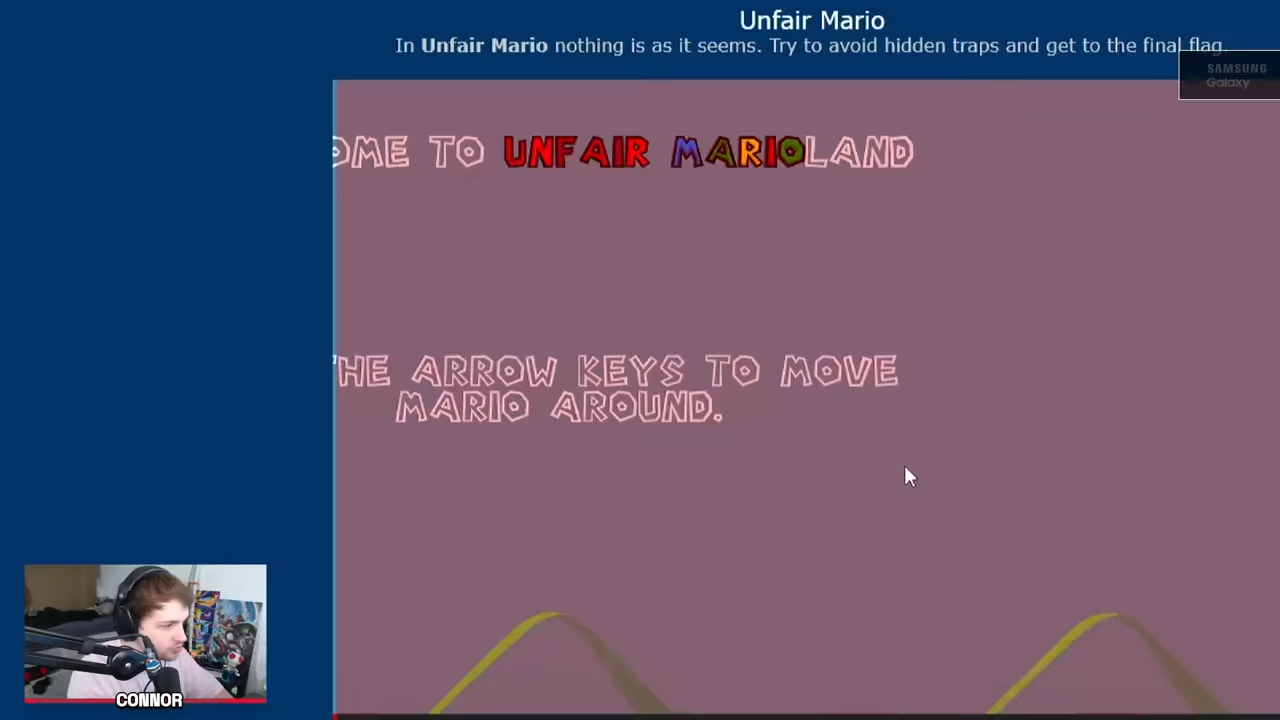 Unfair Mario
In Unfair Mario nothing is as it seems. Try to avoid hidden traps and get to the final flag.
SAMSUNG
Galaxy
OME TO UNFAIR MARIOLAND
THE ARROW KEYS TO MOVE
MARIO AROUND.
CONNOR